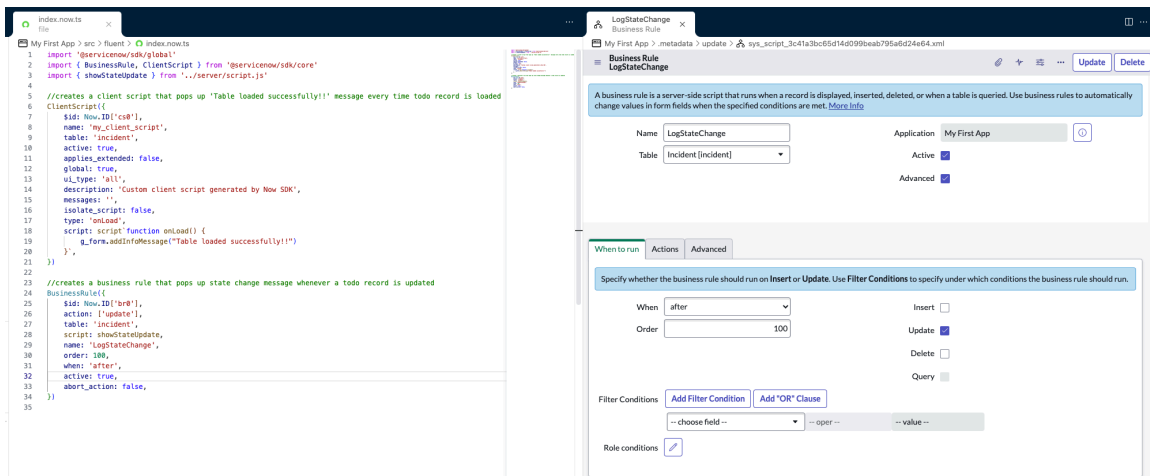 index.now.ts
file
My First App > src > fluent > index.now.ts
1 import '@servicenow/sdk/global'
2 import { BusinessRule, ClientScript } from '@servicenow/sdk/core'
3 import { showStateUpdate } from '../server/script.js'
4
5 //creates a client script that pops up 'Table loaded successfully!!' message every time todo record is loaded
6 ClientScript({
7 $id: Now.ID['cs0'],
8 name: 'my_client_script',
9 table: 'incident',
10 active: true,
11 applies_extended: false,
12 global: true,
13 ui_type: 'all',
14 description: 'Custom client script generated by Now SDK',
15 messages: '',
16 isolate_script: false,
17 type: 'onLoad',
18 script: script`function onLoad() {
19 g_form.addInfoMessage("Table loaded successfully!!")
20 }`,
21 })
22
23 //creates a business rule that pops up state change message whenever a todo record is updated
24 BusinessRule({
25 $id: Now.ID['br0'],
26 action: ['update'],
27 table: 'incident',
28 script: showStateUpdate,
29 name: 'LogStateChange',
30 order: 100,
31 when: 'after',
32 active: true,
33 abort_action: false,
34 })
35
LogStateChange
Business Rule
My First App > .metadata > update > sys_script_3c41a3bc65d14d099beab795a6d24e64.xml
Business Rule
LogStateChange
Update
Delete
A business rule is a server-side script that runs when a record is displayed, inserted, deleted, or when a table is queried. Use business rules to automatically
change values in form fields when the specified conditions are met. More Info
Name LogStateChange
Application My First App
Table Incident [incident]
Active
Advanced
When to run Actions Advanced
Specify whether the business rule should run on Insert or Update. Use Filter Conditions to specify under which conditions the business rule should run.
When after
Insert
Order 100
Update
Delete
Query
Filter Conditions Add Filter Condition Add "OR" Clause
-- choose field -- -- oper -- -- value --
Role conditions